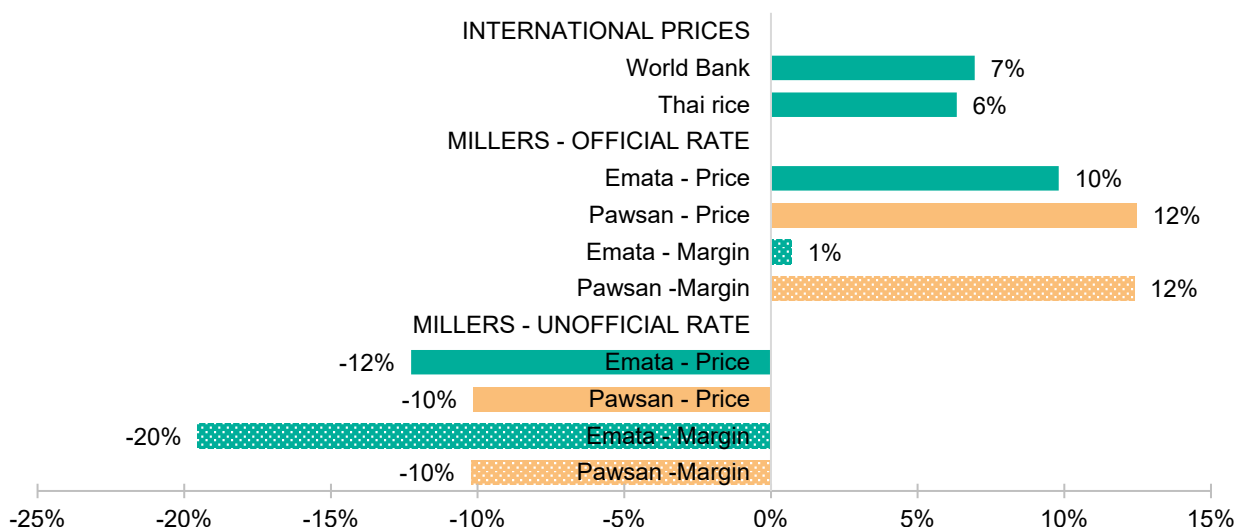 INTERNATIONAL PRICES
World Bank 7%
Thai rice 6%
MILLERS - OFFICIAL RATE
Emata - Price 10%
Pawsan - Price 12%
Emata - Margin 1%
Pawsan -Margin 12%
MILLERS - UNOFFICIAL RATE
-12% Emata - Price
-10% Pawsan - Price
-20% Emata - Margin
-10% Pawsan -Margin
-25% -20% -15% -10% -5% 0% 5% 10% 15%